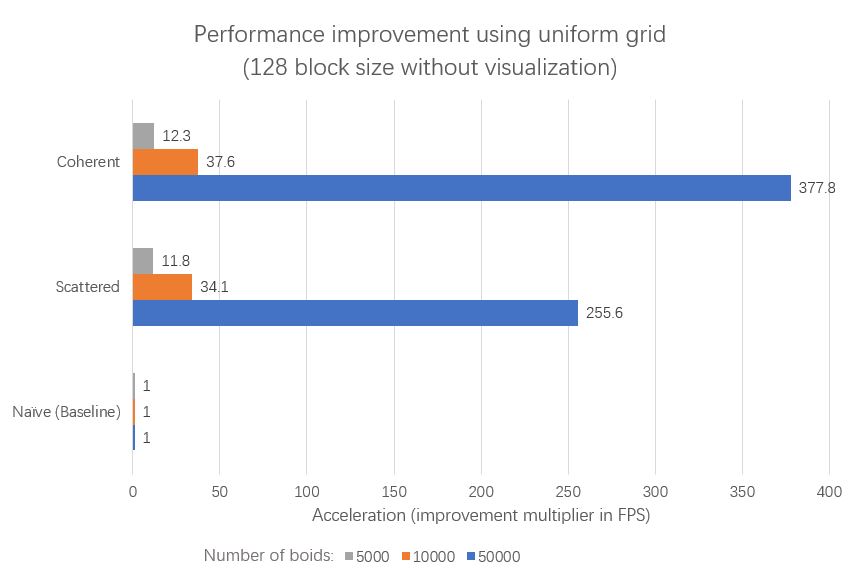 Performance improvement using uniform grid
(128 block size without visualization)
12.3
Coherent
37.6
377.8
11.8
Scattered
34.1
255.6
1
Naïve (Baseline)
1
1
0 50 100 150 200 250 300 350 400
Acceleration (improvement multiplier in FPS)
Number of boids: 5000 10000 50000